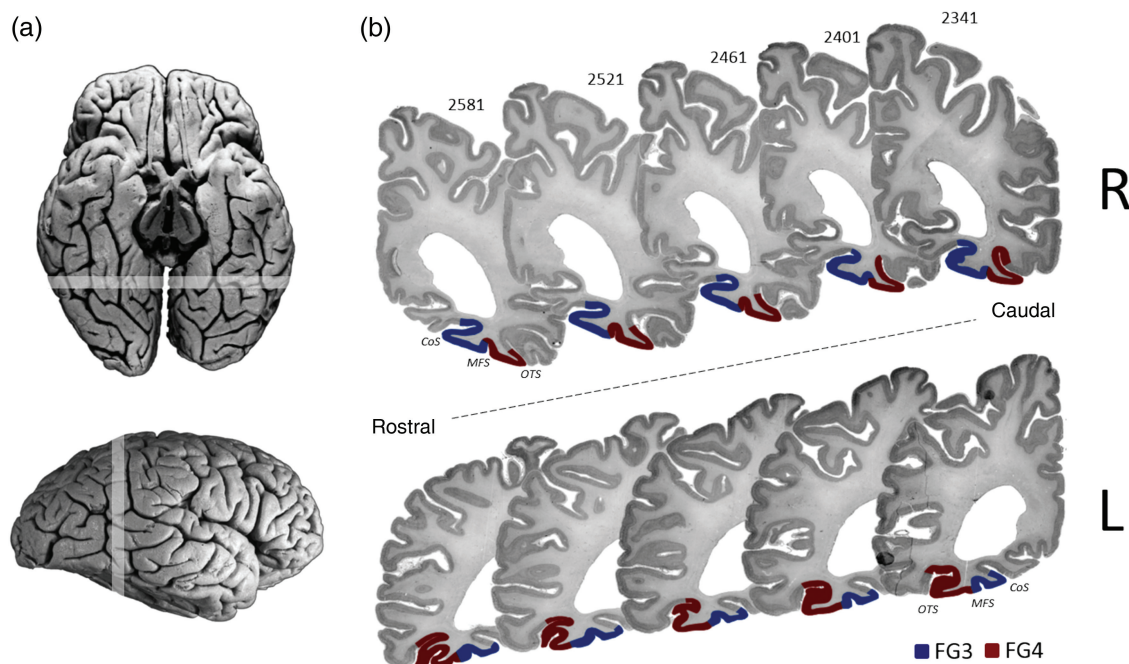 (a)
(b)
2581
2521
2461
2401
2341
R
CoS
MFS
OTS
Caudal
Rostral
L
OTS
MFS
CoS
FG3
FG4